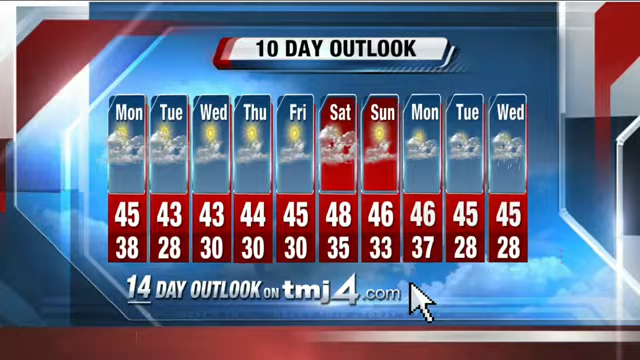 10 DAY OUTLOOK
Mon Tue Wed Thu Fri Sat Sun Mon Tue Wed
45 43 43 44 45 48 46 46 45 45
38 28 30 30 30 35 33 37 28 28
14 DAY OUTLOOK ON tmj4.com